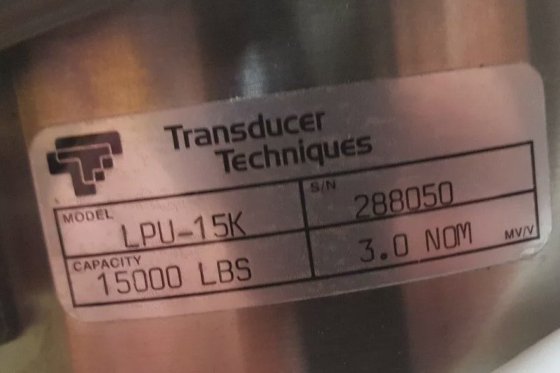 Transducer
Techniques
MODEL LPU-15K
S/N 288050
CAPACITY 15000 LBS
3.0 NOM MV/V